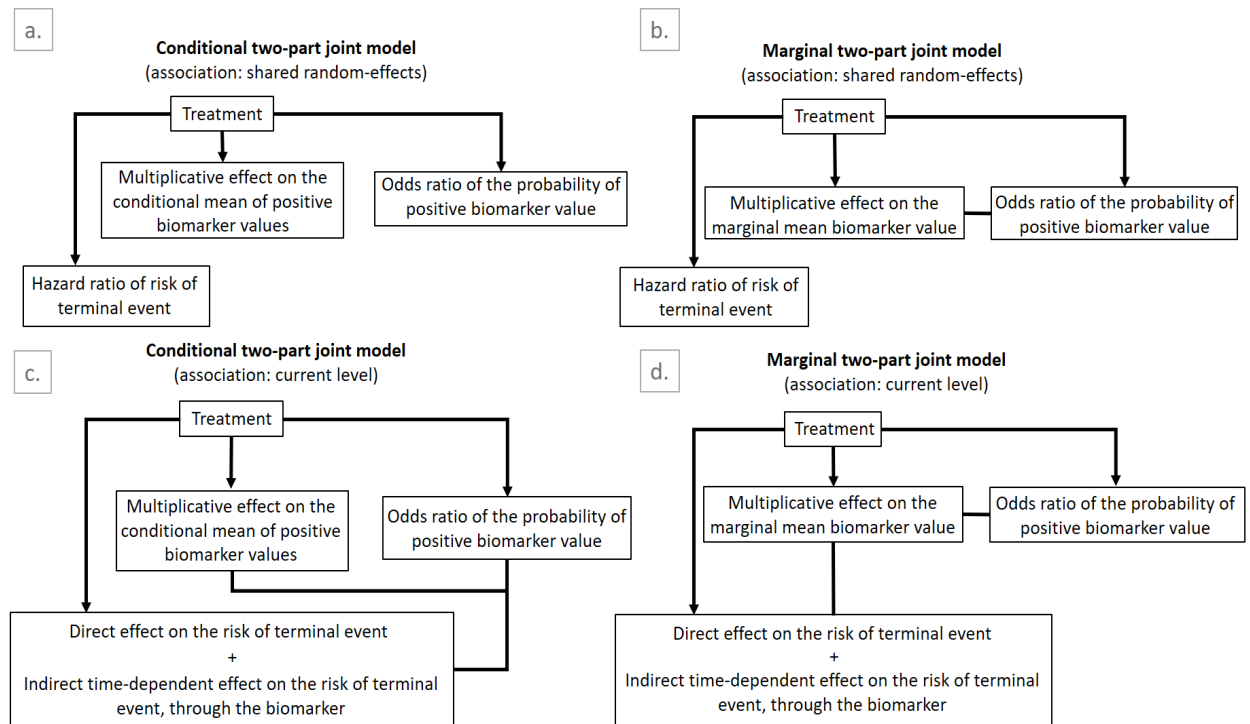 a.
Conditional two-part joint model
(association: shared random-effects)
Treatment
Multiplicative effect on the
conditional mean of positive
biomarker values
Odds ratio of the probability of
positive biomarker value
Hazard ratio of risk of
terminal event
b.
Marginal two-part joint model
(association: shared random-effects)
Treatment
Multiplicative effect on the
marginal mean biomarker value
Odds ratio of the probability of
positive biomarker value
Hazard ratio of risk of
terminal event
c.
Conditional two-part joint model
(association: current level)
Treatment
Multiplicative effect on the
conditional mean of positive
biomarker values
Odds ratio of the probability of
positive biomarker value
Direct effect on the risk of terminal event
+
Indirect time-dependent effect on the risk of terminal
event, through the biomarker
d.
Marginal two-part joint model
(association: current level)
Treatment
Multiplicative effect on the
marginal mean biomarker value
Odds ratio of the probability of
positive biomarker value
Direct effect on the risk of terminal event
+
Indirect time-dependent effect on the risk of terminal
event, through the biomarker